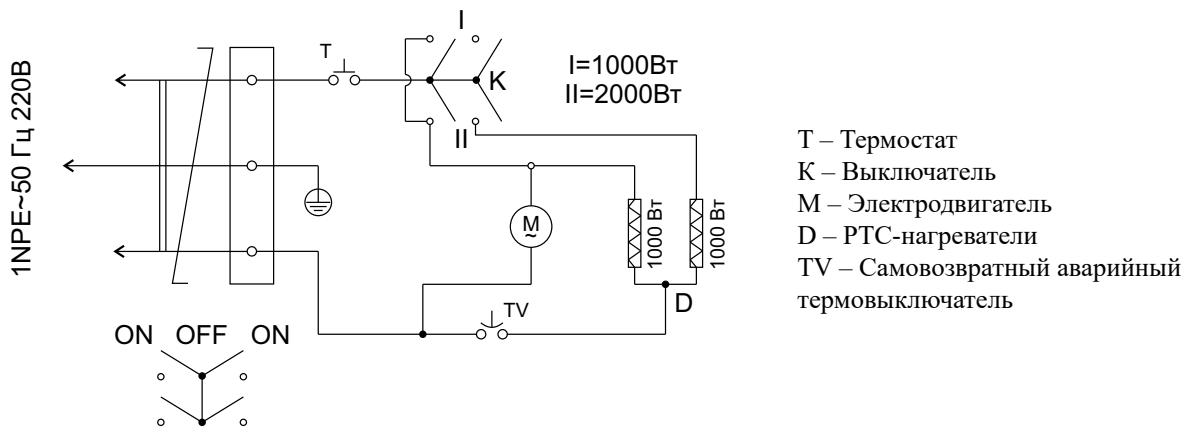 1NPE~50 Гц 220В
T
I
K
II
I=1000Вт
II=2000Вт
M
~
1000 Вт
1000 Вт
D
TV
ON OFF ON
Т – Термостат
К – Выключатель
М – Электродвигатель
D – PTC-нагреватели
TV – Самовозвратный аварийный
термовыключатель